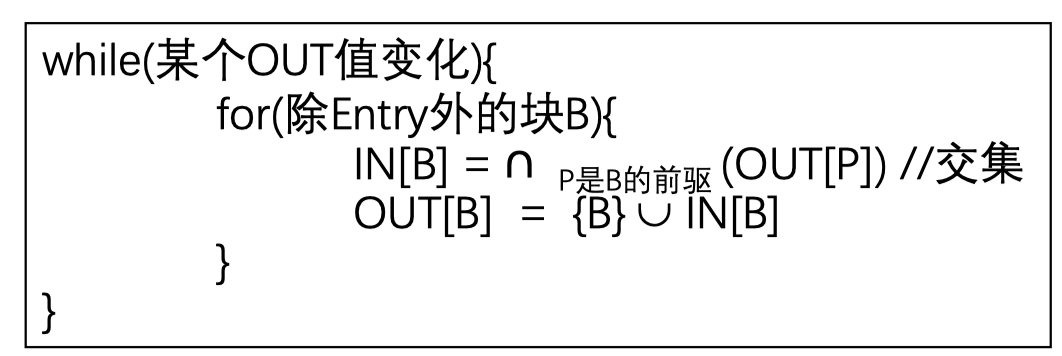 while(某个OUT值变化){
for(除Entry外的块B){
IN[B] = ∩ P是B的前驱 (OUT[P]) //交集
OUT[B] = {B} ∪ IN[B]
}
}